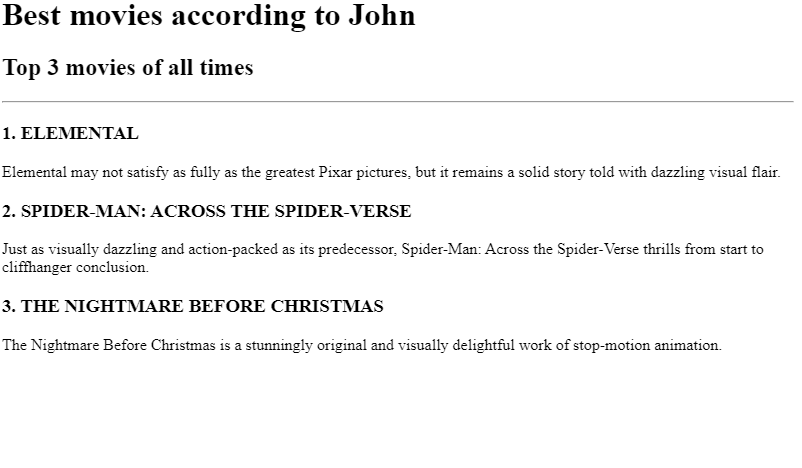 Best movies according to John
Top 3 movies of all times
1. ELEMENTAL
Elemental may not satisfy as fully as the greatest Pixar pictures, but it remains a solid story told with dazzling visual flair.
2. SPIDER-MAN: ACROSS THE SPIDER-VERSE
Just as visually dazzling and action-packed as its predecessor, Spider-Man: Across the Spider-Verse thrills from start to
cliffhanger conclusion.
3. THE NIGHTMARE BEFORE CHRISTMAS
The Nightmare Before Christmas is a stunningly original and visually delightful work of stop-motion animation.